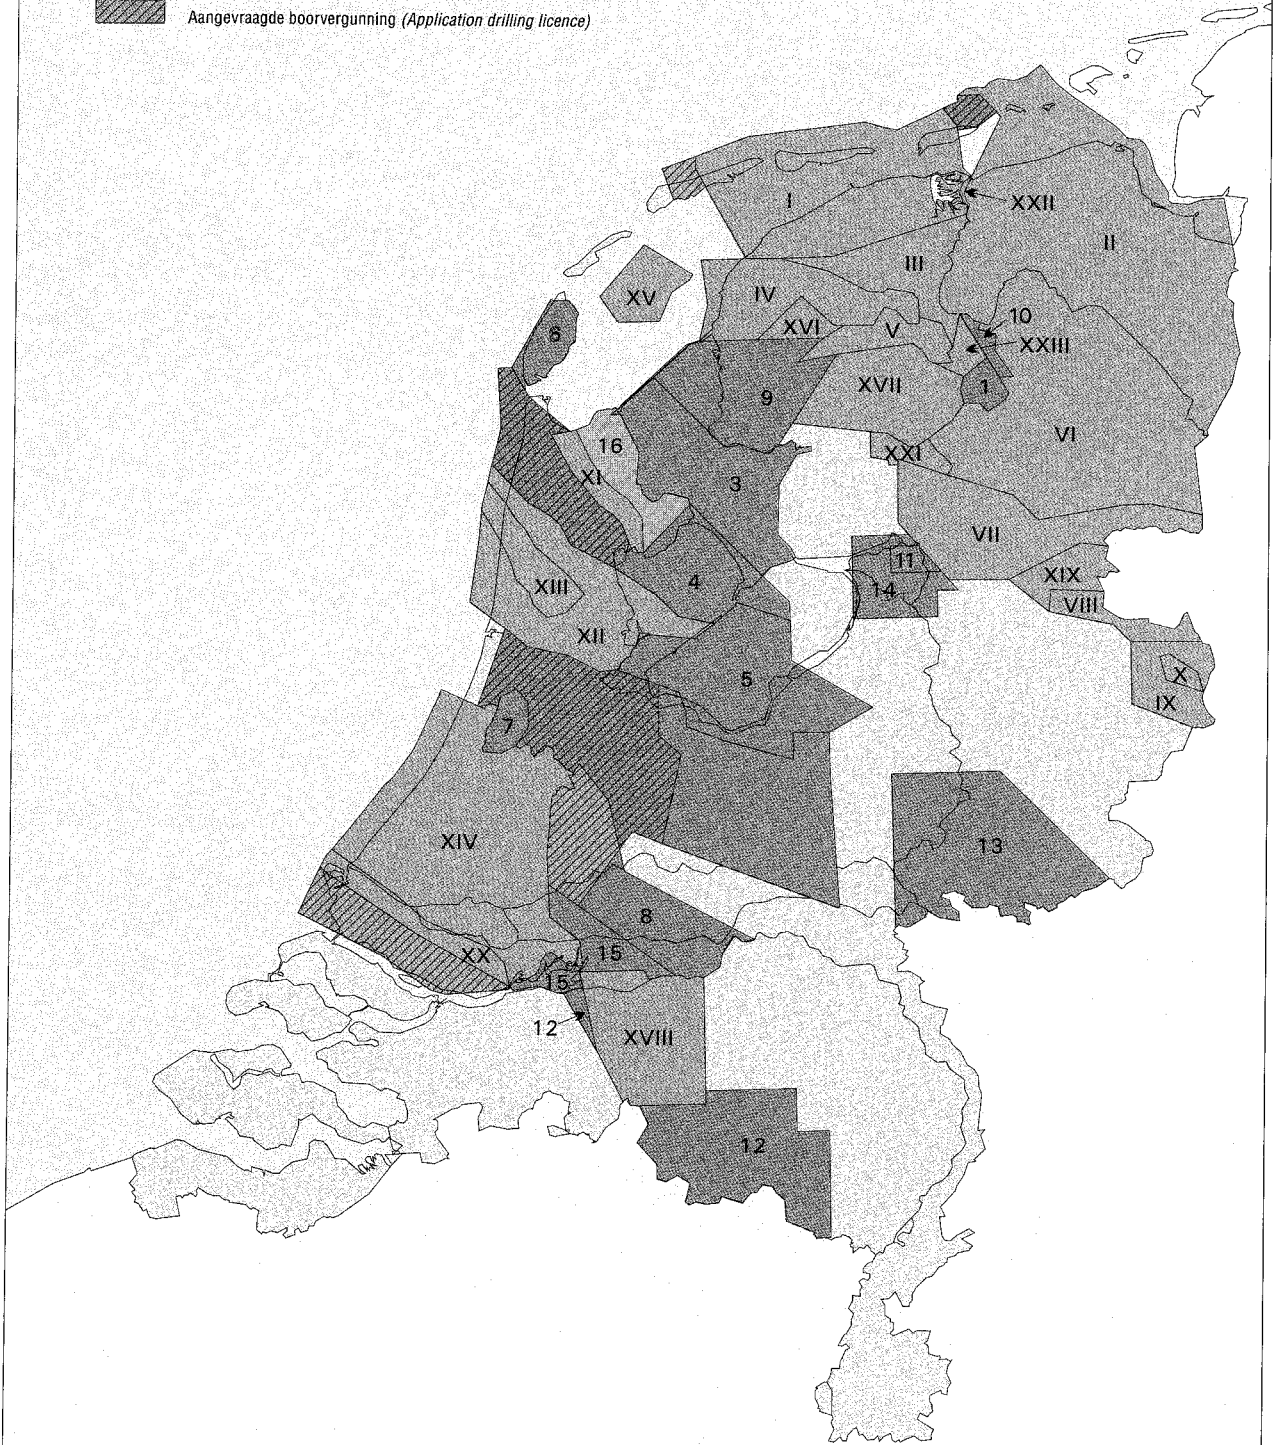 Aangevraagde boorvergunning (Application drilling licence)
I
XXII
II
III
XV
IV
10
XVI
V
6
XXIII
XVII
1
9
VI
16
XXI
XI
3
VII
11
XIX
4
XIII
14
VIII
XII
5
X
IX
7
XIV
13
8
XX
15
15
12
XVIII
12